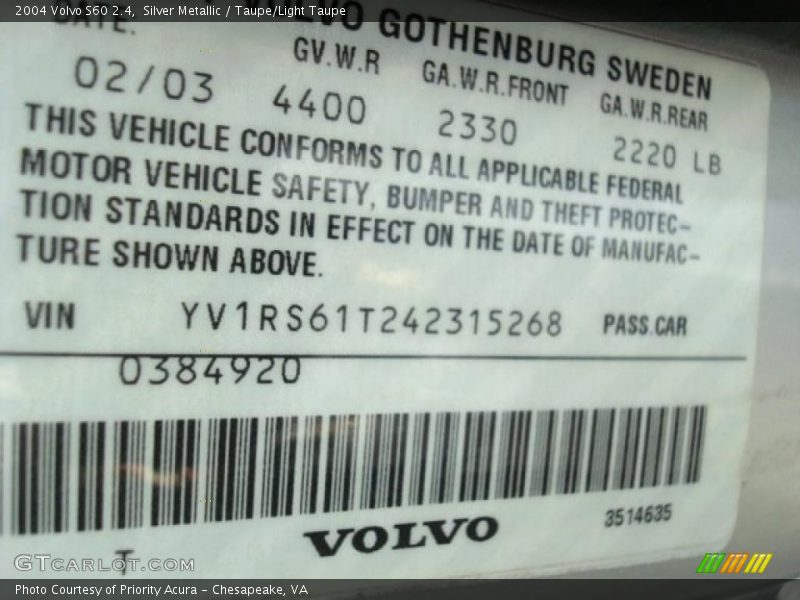 2004 Volvo S60 2.4,  Silver Metallic / Taupe/Light Taupe
DATE: VOLVO GOTHENBURG SWEDEN
GV.W.R GA.W.R.FRONT GA.W.R.REAR
02/03 4400 2330 2220 LB
THIS VEHICLE CONFORMS TO ALL APPLICABLE FEDERAL
MOTOR VEHICLE SAFETY, BUMPER AND THEFT PROTEC-
TION STANDARDS IN EFFECT ON THE DATE OF MANUFAC-
TURE SHOWN ABOVE.
VIN YV1RS61T242315268 PASS.CAR
0384920
VOLVO 3514635
T
GTCARLOT.COM
Photo Courtesy of Priority Acura – Chesapeake, VA